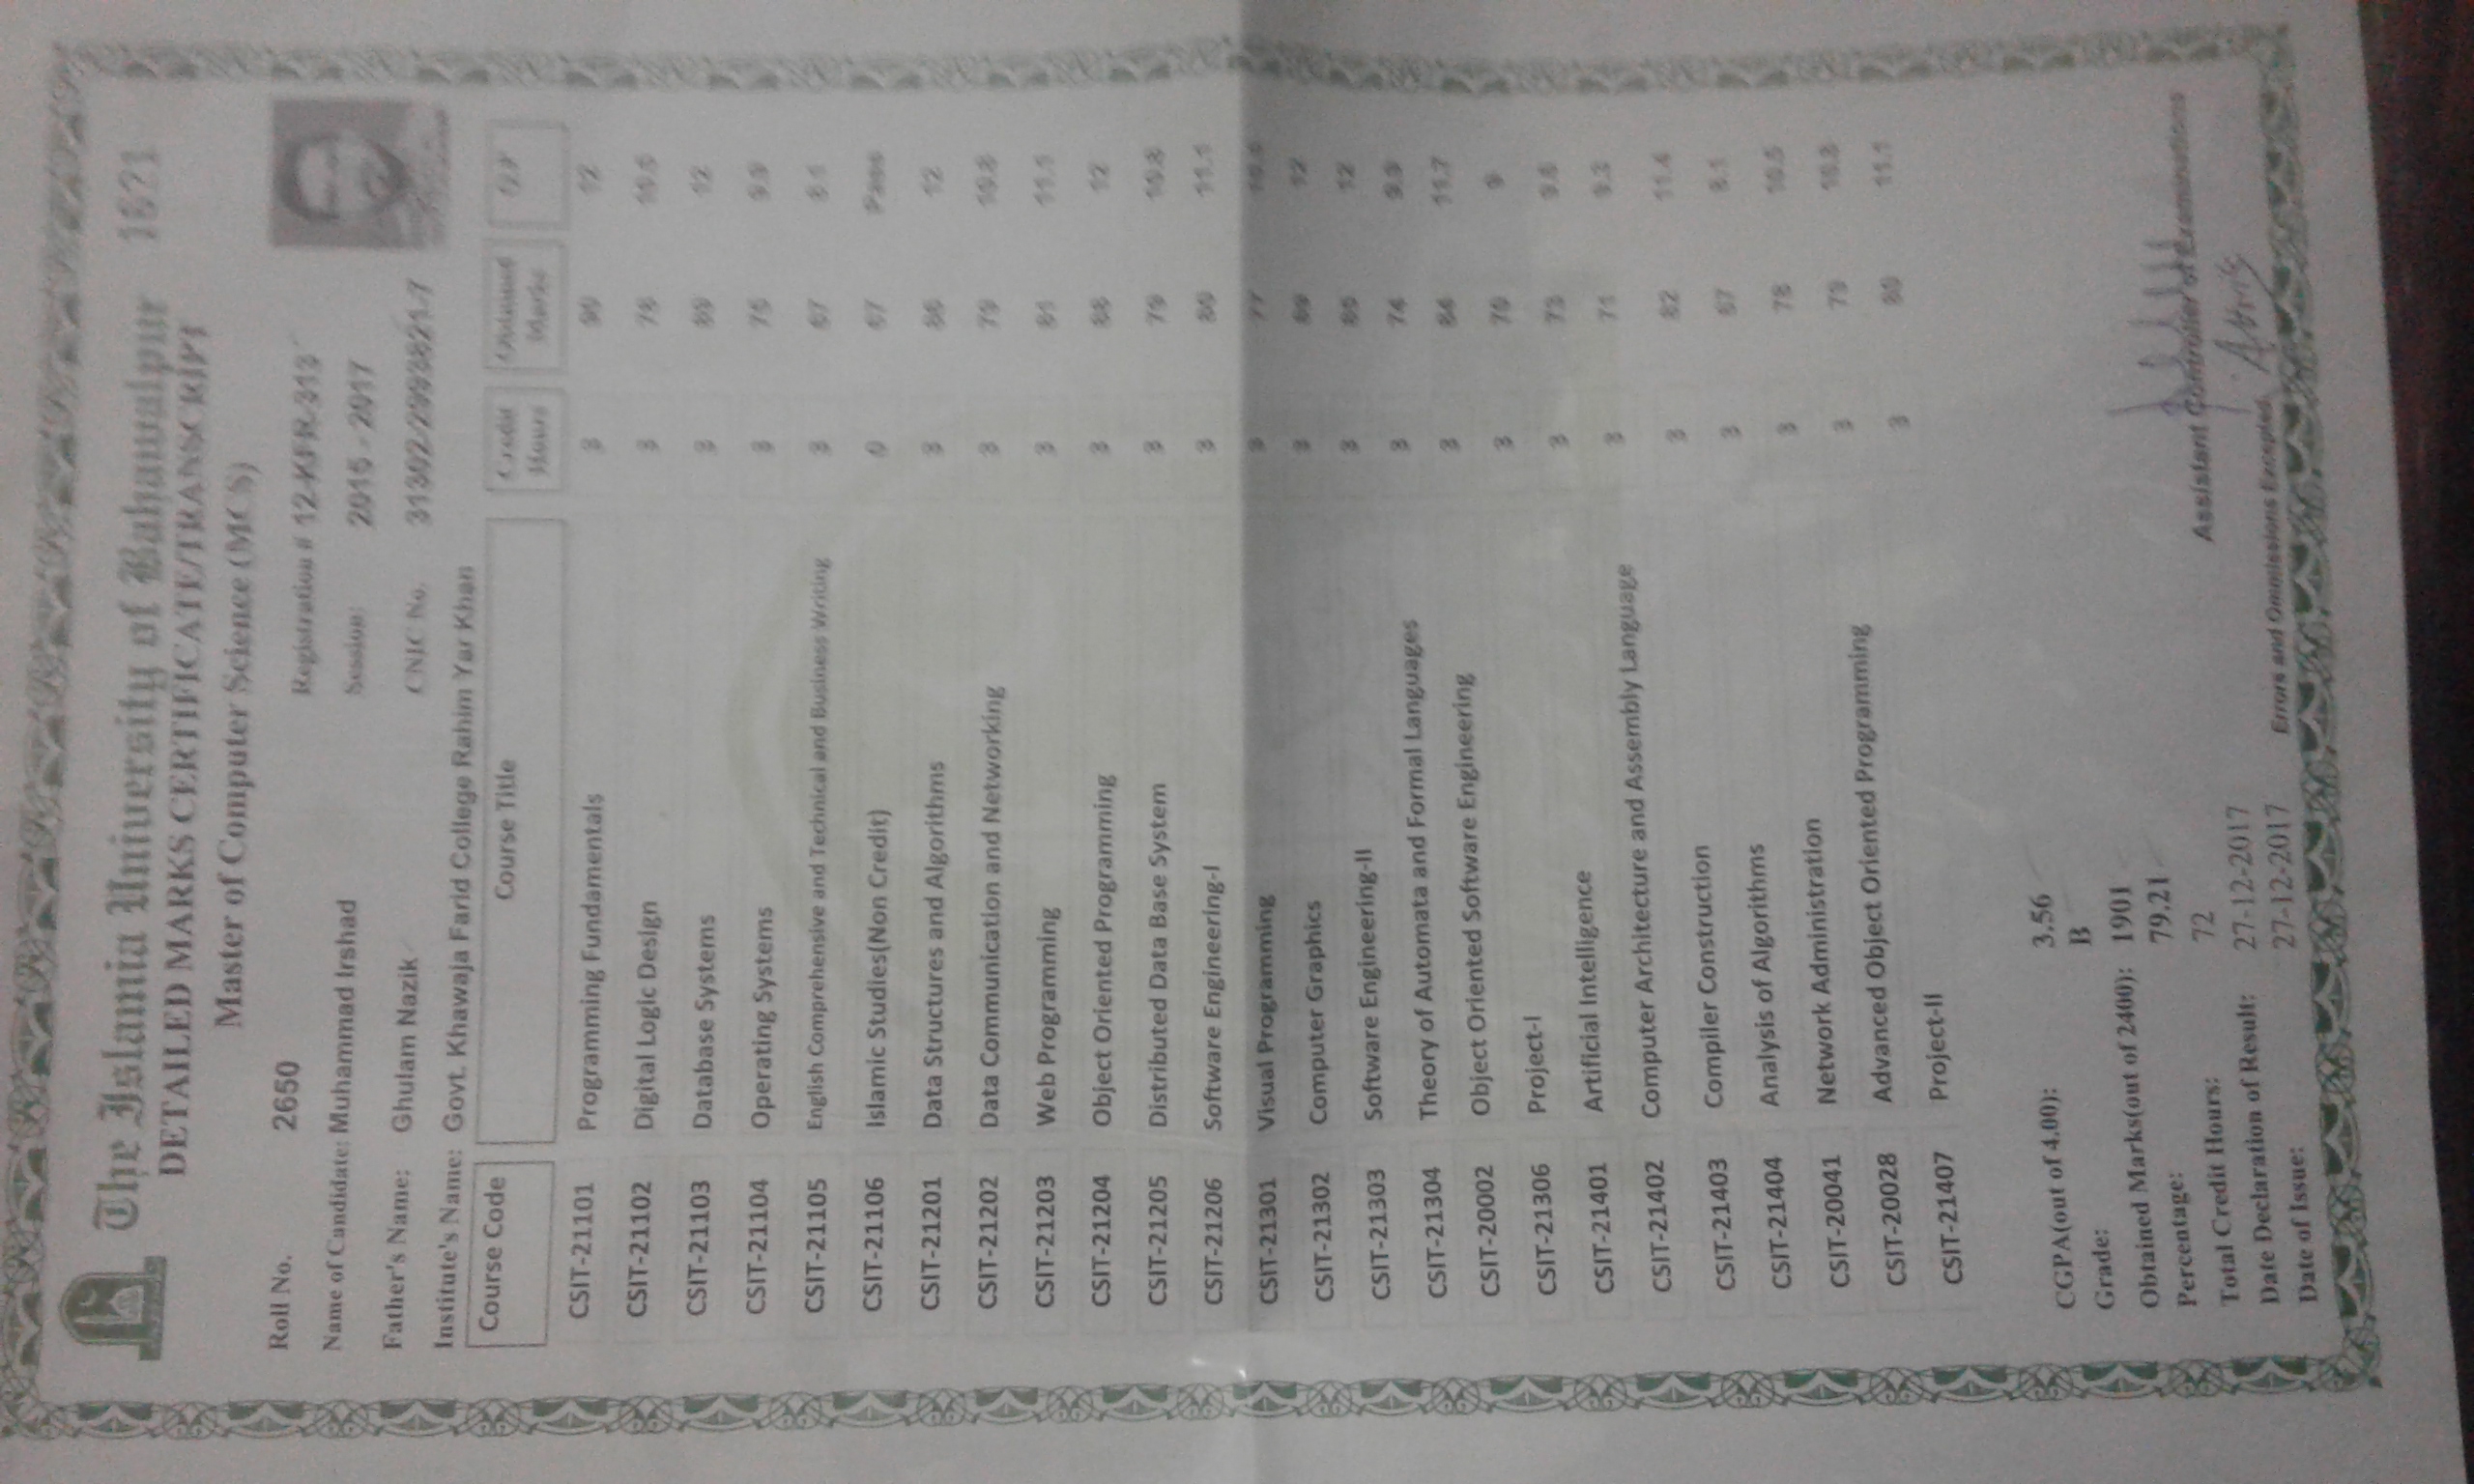 The Islamia University of Bahawalpur 1621
DETAILED MARKS CERTIFICATE/TRANSCRIPT
Master of Computer Science (MCS)
Roll No. 2650
Registration # 12-KFR-313
Name of Candidate: Muhammad Irshad
Session: 2015 - 2017
Father's Name: Ghulam Nazik
CNIC No. 31302-2993821-7
Institute's Name: Govt. Khawaja Farid College Rahim Yar Khan
Course Code Course Title Credit Hours Obtained Marks
CSIT-21101 Programming Fundamentals 3 12
CSIT-21102 Digital Logic Design 3 78 10.5
CSIT-21103 Database Systems 3 12
CSIT-21104 Operating Systems 3 9.9
CSIT-21105 English Comprehensive and Technical and Business Writing 3 67 8.1
CSIT-21106 Islamic Studies(Non Credit) 0 67 Pass
CSIT-21201 Data Structures and Algorithms 3 12
CSIT-21202 Data Communication and Networking 3 79 10.8
CSIT-21203 Web Programming 3 81 11.1
CSIT-21204 Object Oriented Programming 3 88 12
CSIT-21205 Distributed Data Base System 3 79 10.8
CSIT-21206 Software Engineering-I 3 80 11.1
CSIT-21301 Visual Programming 3 77
CSIT-21302 Computer Graphics 3 12
CSIT-21303 Software Engineering-II 3 12
CSIT-21304 Theory of Automata and Formal Languages 3 74 9.9
CSIT-20002 Object Oriented Software Engineering 3 84 11.7
CSIT-21306 Project-I 3 70 9
CSIT-21401 Artificial Intelligence 3 73 9.6
CSIT-21402 Computer Architecture and Assembly Language 3 71 9.3
CSIT-21403 Compiler Construction 3 82 11.4
CSIT-21404 Analysis of Algorithms 3 67 8.1
CSIT-20041 Network Administration 3 78 10.5
CSIT-20028 Advanced Object Oriented Programming 3 79 10.8
CSIT-21407 Project-II 3 80 11.1
CGPA(out of 4.00): 3.56
Grade: B
Obtained Marks(out of 2400): 1901
Percentage: 79.21
Total Credit Hours: 72
Assistant Controller of Examinations
Date Declaration of Result: 27-12-2017
Date of Issue: 27-12-2017
Errors and Ommissions Excepted